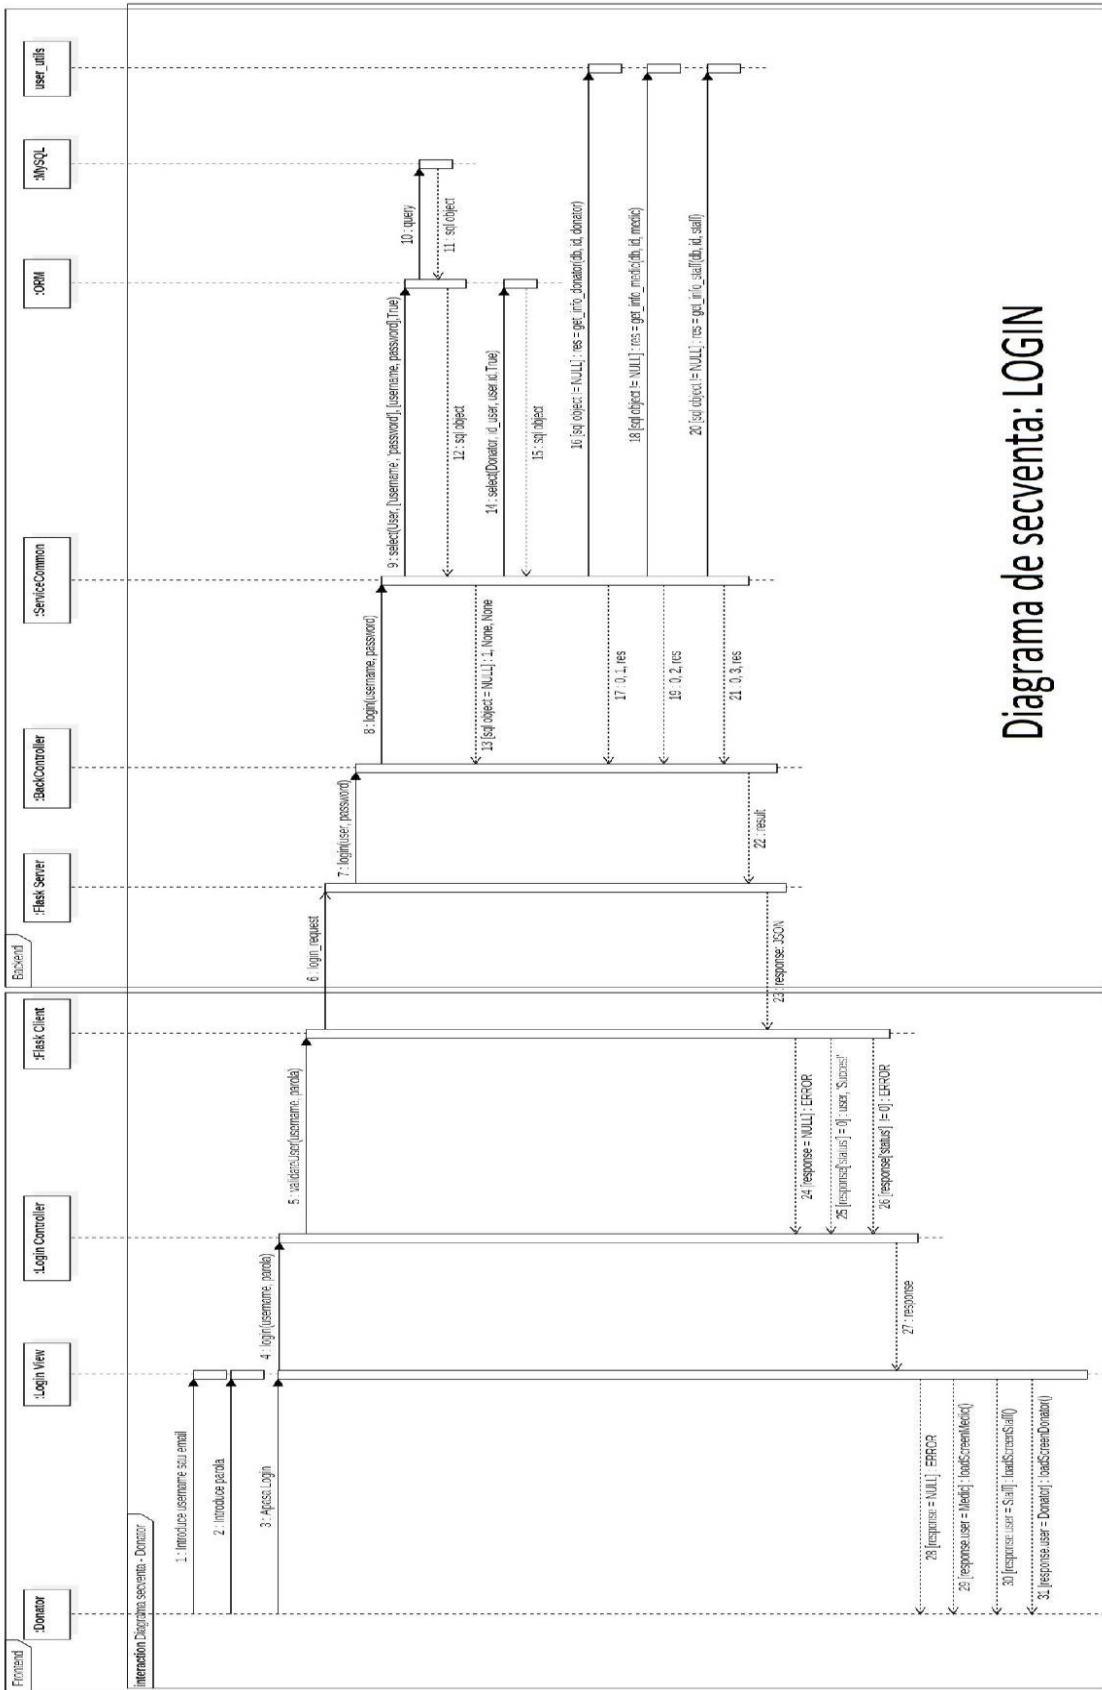 Frontend
Backend
interaction Diagrama secventa - Donator
:Donator
:Login View
:Login Controller
:Flask Client
:Flask Server
:BackController
:ServiceCommon
:ORM
:MySQL
user_utils
1 : Introduce username sau email
2 : Introduce parola
3 : Apasa Login
4 : login(username, parola)
5 : validateUser(username, parola)
6 : login_request
7 : login(user, password)
8 : login(username, password)
9 : select(User, ['username', 'password'], [username, password],True)
10 : query
11 : sql object
12 : sql object
13 [sql object = NULL] : 1, None, None
14 : select(Donator, id_user, user.id,True)
15 : sql object
16 [sql object != NULL] : res = get_info_donator(db, id, donator)
17 : 0, 1, res
18 [sql object != NULL] : res = get_info_medic(db, id, medic)
19 : 0, 2, res
20 [sql object != NULL] : res = get_info_staff(db, id, staff)
21 : 0, 3, res
22 : result
23 : response: JSON
24 [response = NULL] : ERROR
25 [response['status'] = 0] : user, 'Succes!'
26 [response['status'] != 0] : ERROR
27 : response
28 [response = NULL] : ERROR
29 [response.user = Medic] : loadScreenMedic()
30 [response.user = Staff] : loadScreenStaff()
31 [response.user = Donator] : loadScreenDonator()
Diagrama de secventa: LOGIN